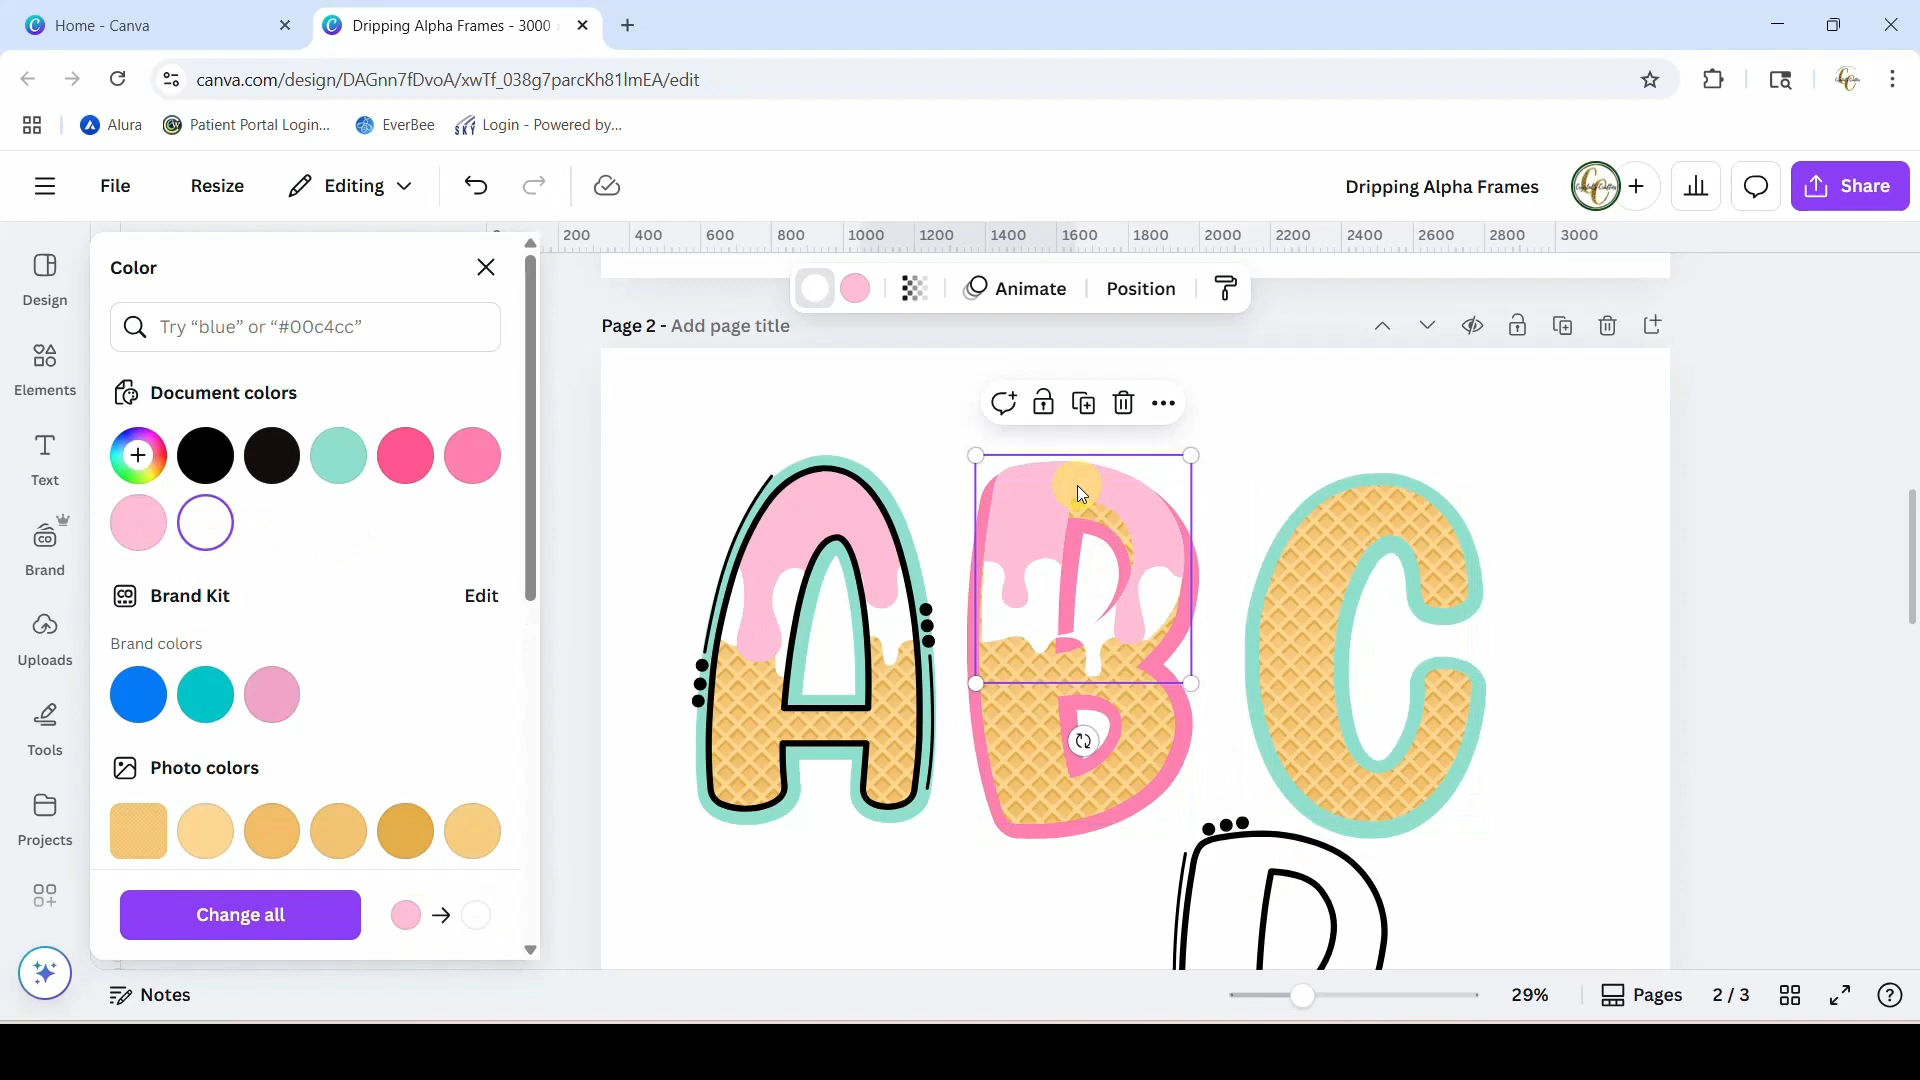 Home - Canva
Dripping Alpha Frames - 3000
canva.com/design/DAGnn7fDvoA/xwTf_038g7parcKh81lmEA/edit
Alura
Patient Portal Login...
EverBee
Login - Powered by...
File
Resize
Editing
Dripping Alpha Frames
Share
200 400 600 800 1000 1200 1400 1600 1800 2000 2200 2400 2600 2800 3000
Design
Elements
Text
Brand
Uploads
Tools
Projects
Color
Try “blue” or “#00c4cc”
Document colors
Brand Kit
Edit
Brand colors
Photo colors
Change all
Animate
Position
Page 2 - Add page title
A B C
D
Notes
29%
Pages
2 / 3